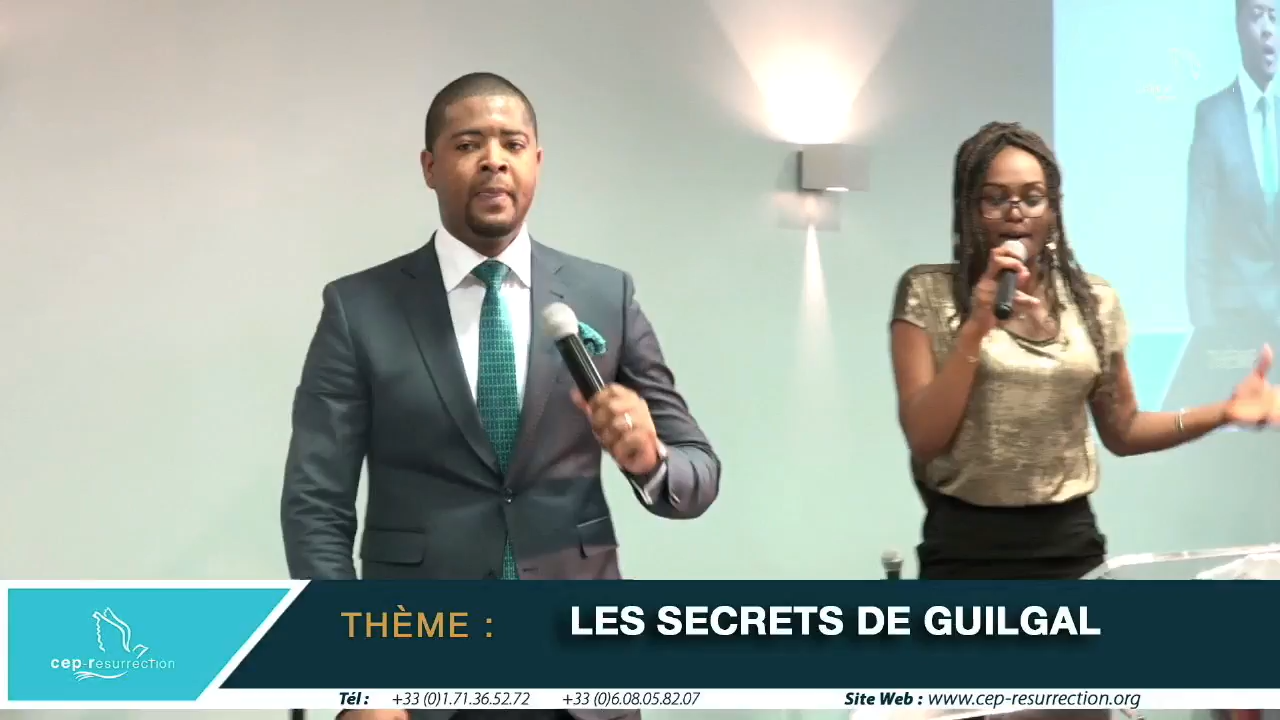 THÈME :
LES SECRETS DE GUILGAL
cep-resurrection
Tél : +33 (0)1.71.36.52.72 +33 (0)6.08.05.82.07 Site Web : www.cep-resurrection.org